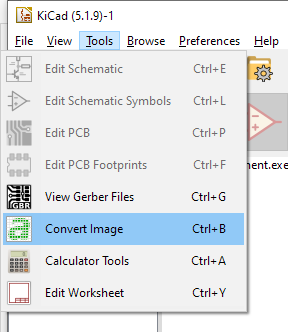 KiCad (5.1.9)-1
File View Tools Browse Preferences Help
Edit Schematic Ctrl+E
Edit Schematic Symbols Ctrl+L
Edit PCB Ctrl+P
Edit PCB Footprints Ctrl+F
GBR View Gerber Files Ctrl+G
ment.exe
Convert Image Ctrl+B
Calculator Tools Ctrl+A
Edit Worksheet Ctrl+Y